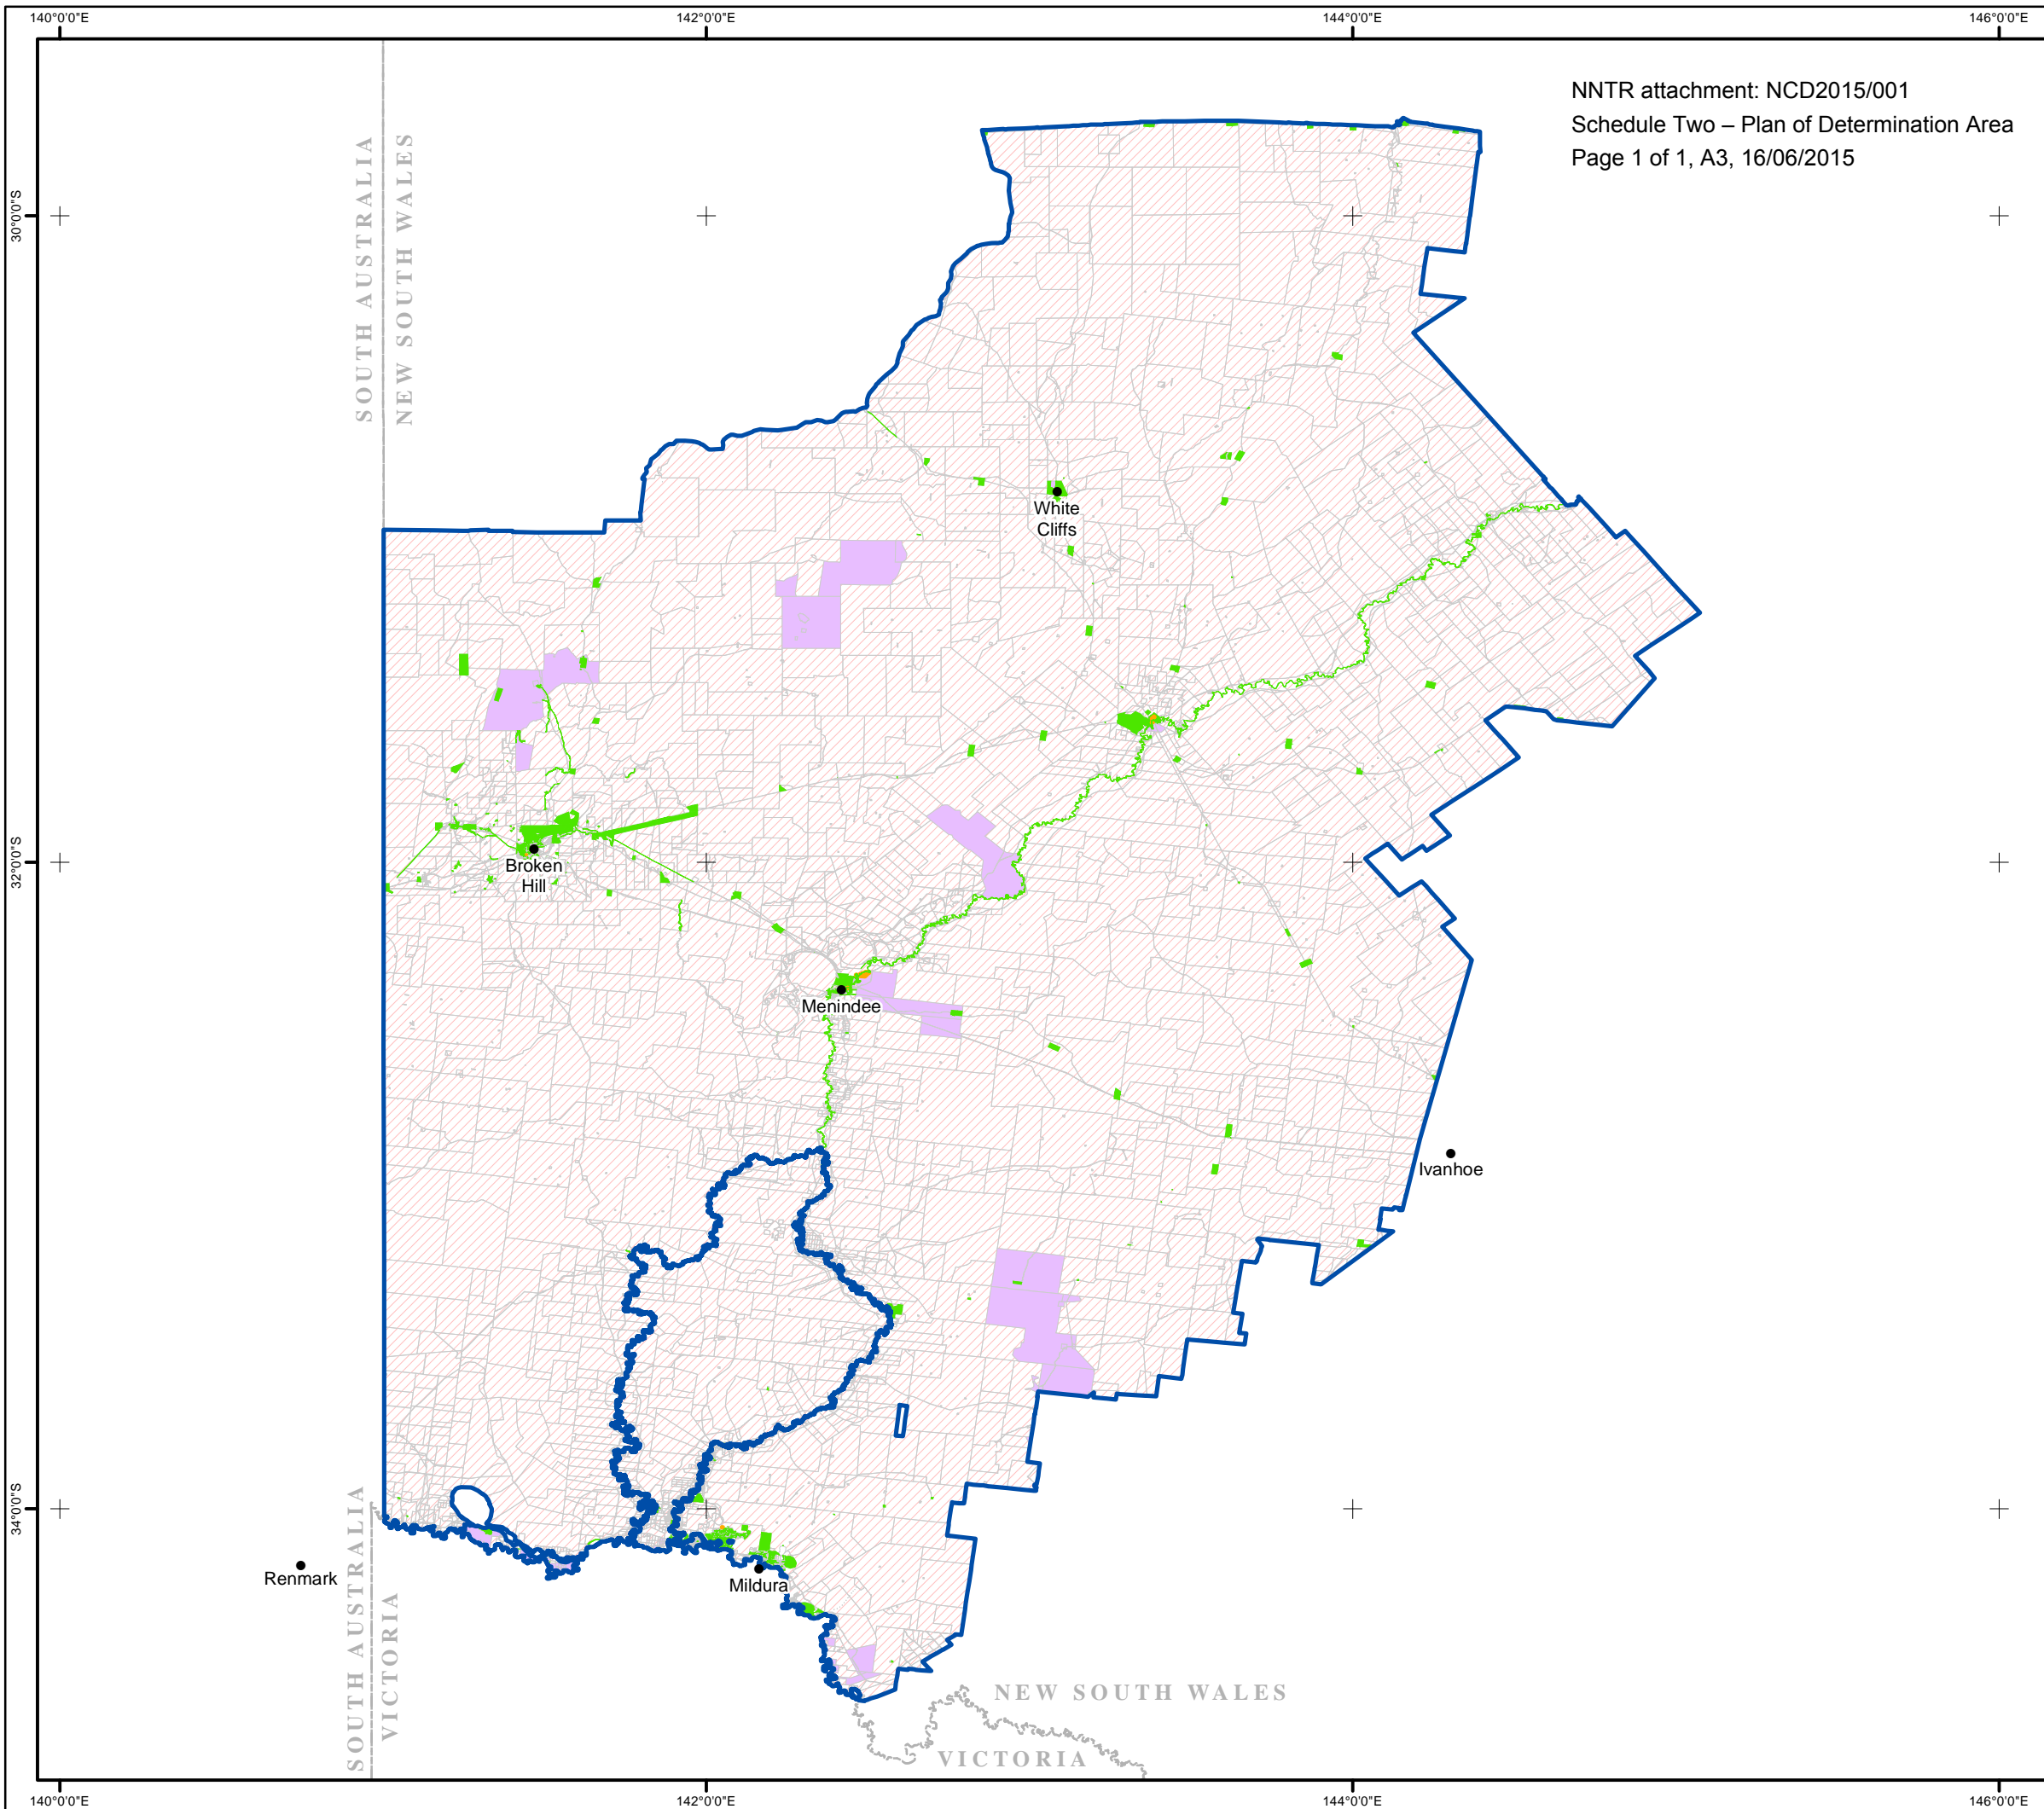 140°0'0"E
142°0'0"E
144°0'0"E
146°0'0"E
NNTR attachment: NCD2015/001
Schedule Two – Plan of Determination Area
Page 1 of 1, A3, 16/06/2015
SOUTH AUSTRALIA
NEW SOUTH WALES
30°0'0"S
White
Cliffs
32°0'0"S
Broken
Hill
Menindee
Ivanhoe
34°0'0"S
Renmark
Mildura
SOUTH AUSTRALIA
VICTORIA
NEW SOUTH WALES
VICTORIA
140°0'0"E
142°0'0"E
144°0'0"E
146°0'0"E